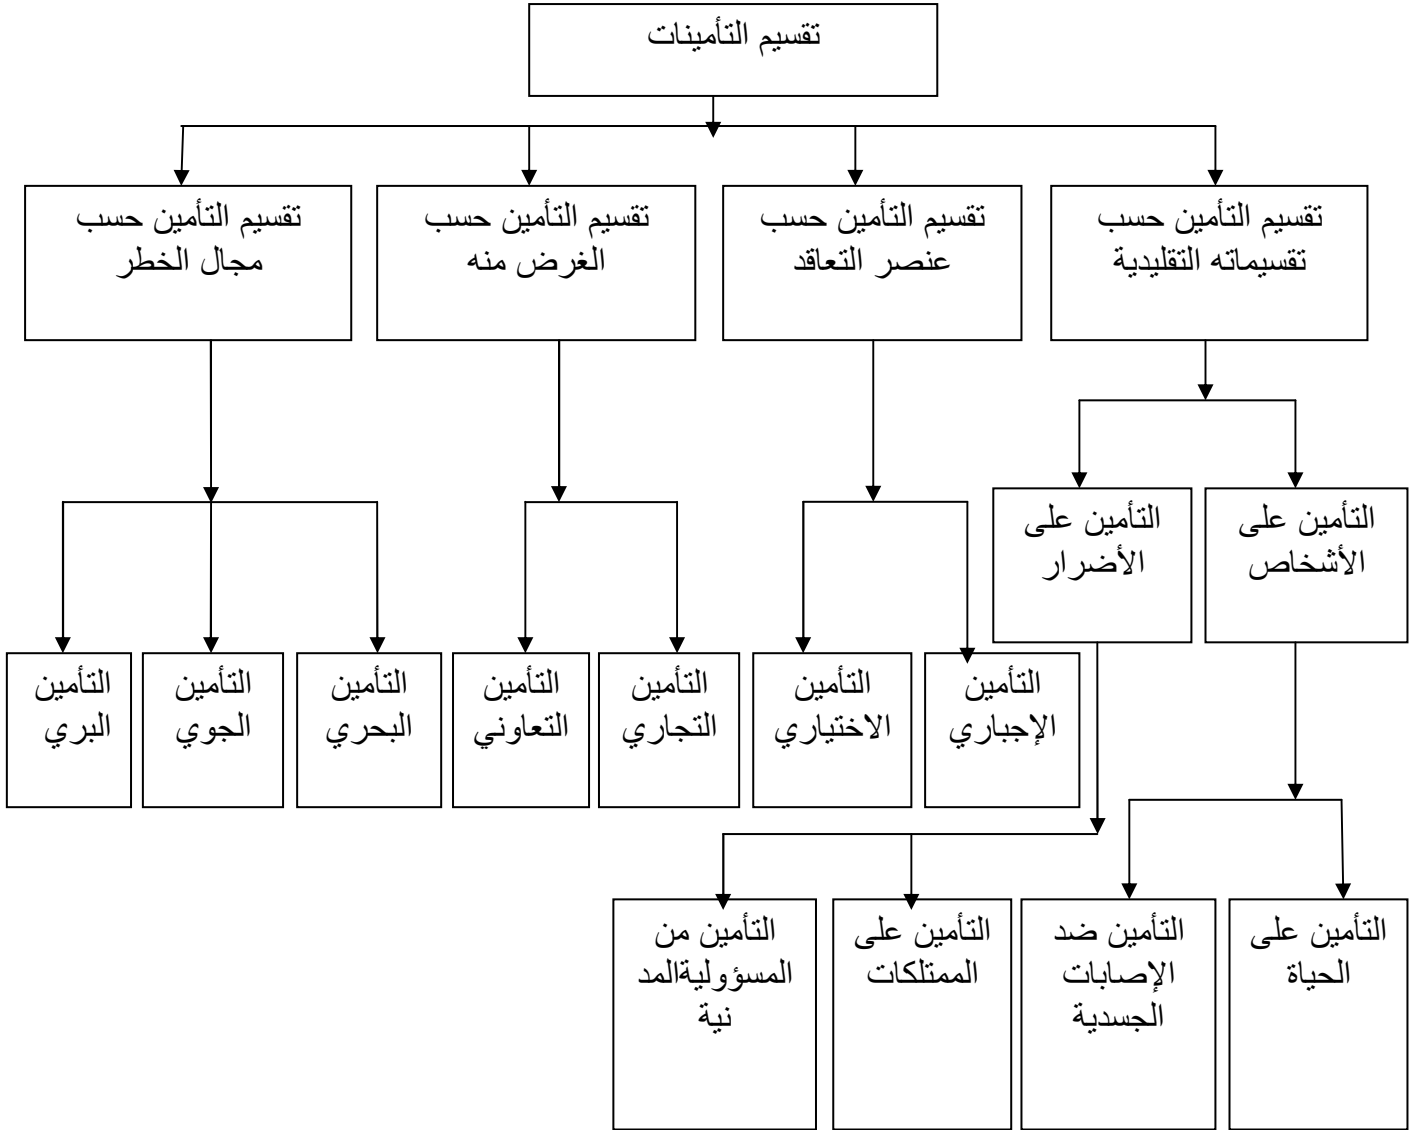 تقسيم التأمينات
تقسيم التأمين حسب
تقسيماته التقليدية
تقسيم التأمين حسب
عنصر التعاقد
تقسيم التأمين حسب
الغرض منه
تقسيم التأمين حسب
مجال الخطر
التأمين على
الأشخاص
التأمين على
الأضرار
التأمين
الإجباري
التأمين
الاختياري
التأمين
التجاري
التأمين
التعاوني
التأمين
البحري
التأمين
الجوي
التأمين
البري
التأمين على
الحياة
التأمين ضد
الإصابات
الجسدية
التأمين على
الممتلكات
التأمين من
المسؤوليةالمد
نية